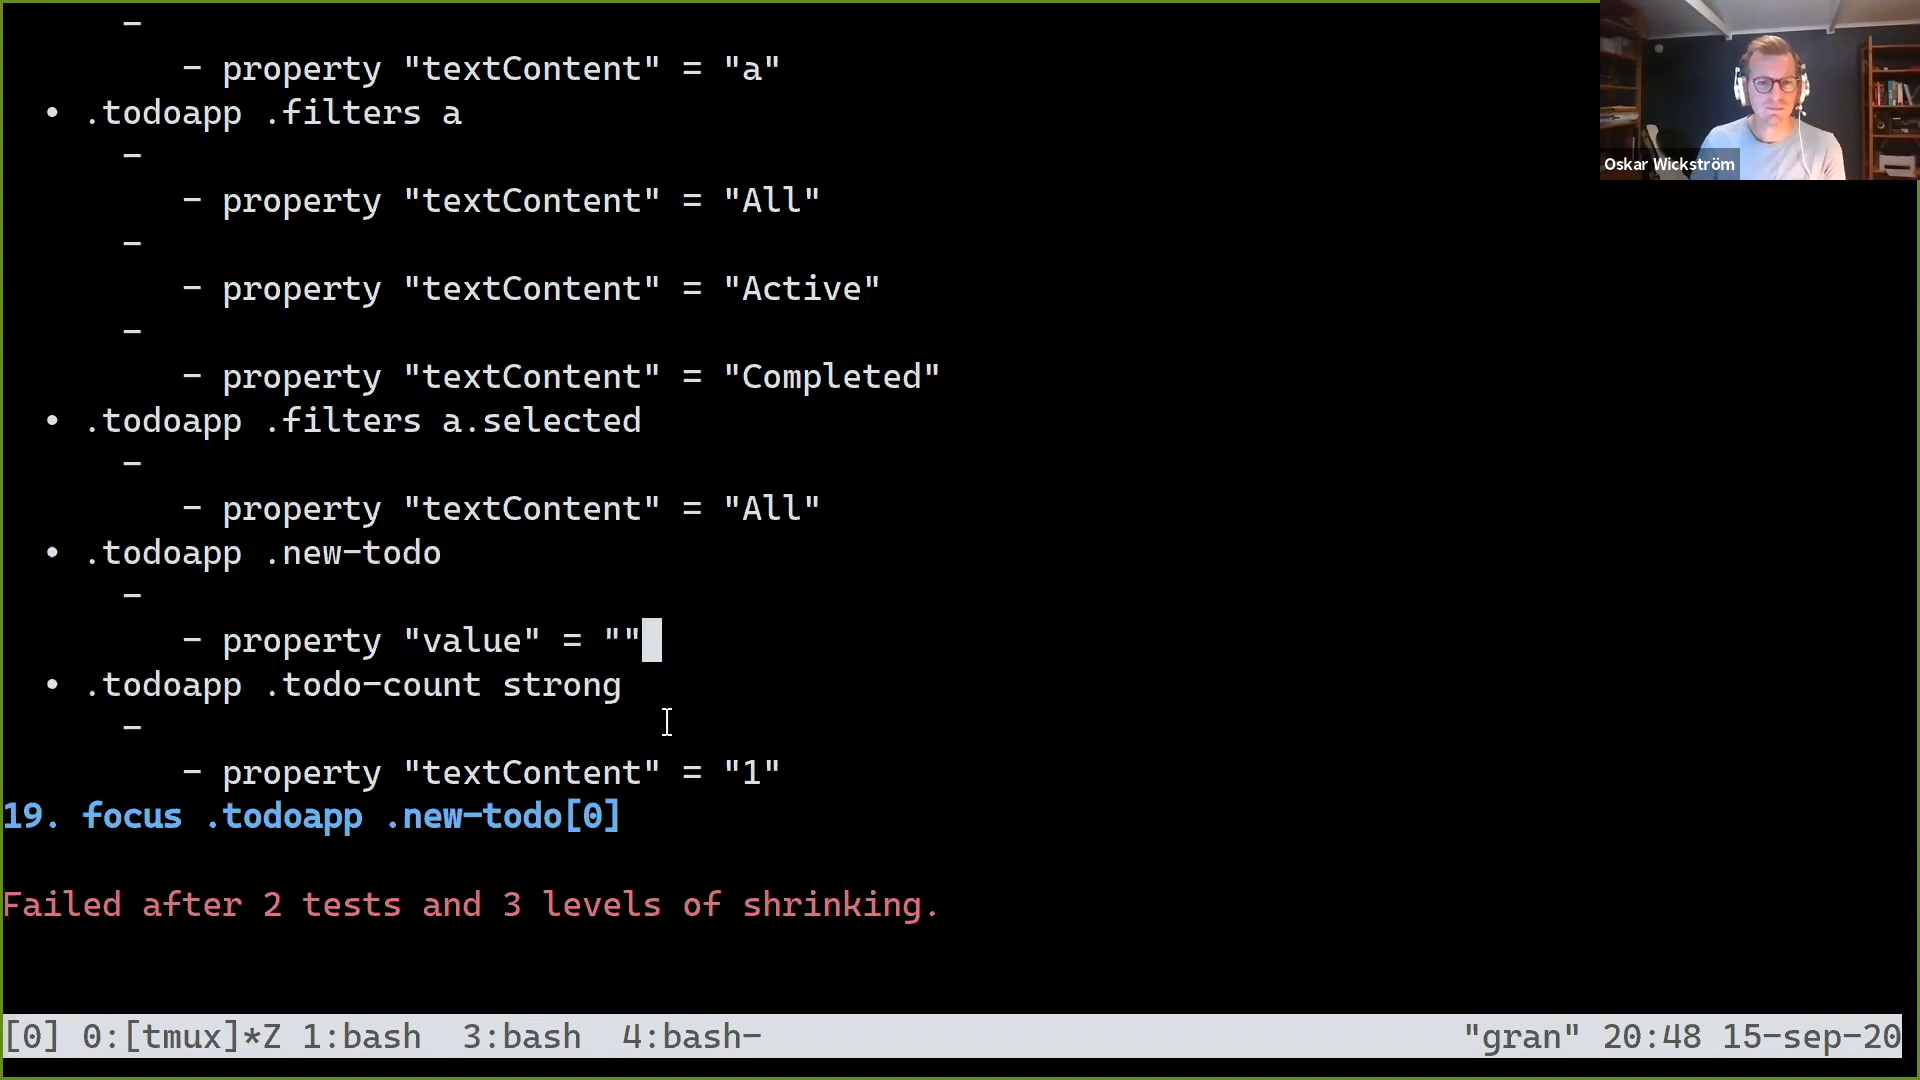 –
– property "textContent" = "a"
• .todoapp .filters a
–
– property "textContent" = "All"
–
– property "textContent" = "Active"
–
– property "textContent" = "Completed"
• .todoapp .filters a.selected
–
– property "textContent" = "All"
• .todoapp .new-todo
–
– property "value" = ""
• .todoapp .todo-count strong
–
– property "textContent" = "1"
19. focus .todoapp .new-todo[0]
Failed after 2 tests and 3 levels of shrinking.
[0] 0:[tmux]*Z 1:bash 3:bash 4:bash- "gran" 20:48 15-sep-20
Oskar Wickström